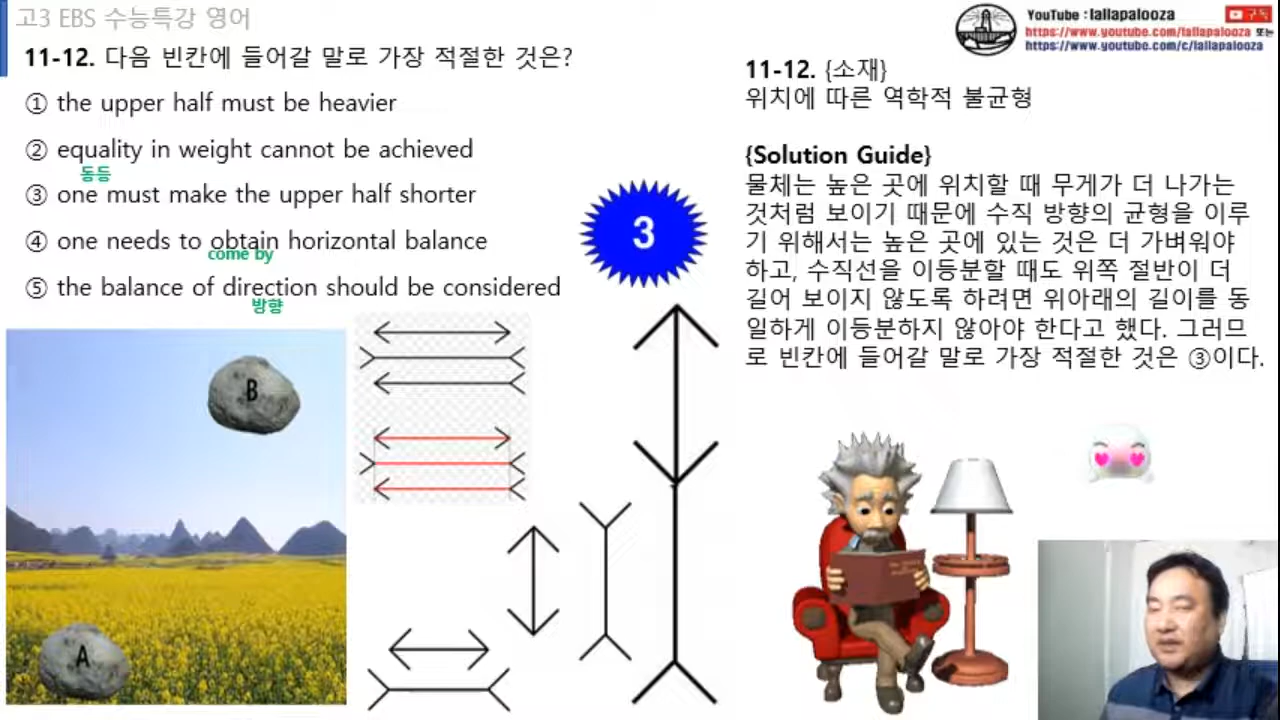 고3 EBS 수능특강 영어
11-12. 다음 빈칸에 들어갈 말로 가장 적절한 것은?
① the upper half must be heavier
② equality in weight cannot be achieved
동등
③ one must make the upper half shorter
④ one needs to obtain horizontal balance
come by
⑤ the balance of direction should be considered
방향
3
B
A
YouTube : lallapalooza
구독
https://www.youtube.com/lallapalooza 또는
https://www.youtube.com/c/lallapalooza
11-12. {소재}
위치에 따른 역학적 불균형
{Solution Guide}
물체는 높은 곳에 위치할 때 무게가 더 나가는
것처럼 보이기 때문에 수직 방향의 균형을 이루
기 위해서는 높은 곳에 있는 것은 더 가벼워야
하고, 수직선을 이등분할 때도 위쪽 절반이 더
길어 보이지 않도록 하려면 위아래의 길이를 동
일하게 이등분하지 않아야 한다고 했다. 그러므
로 빈칸에 들어갈 말로 가장 적절한 것은 ③이다.